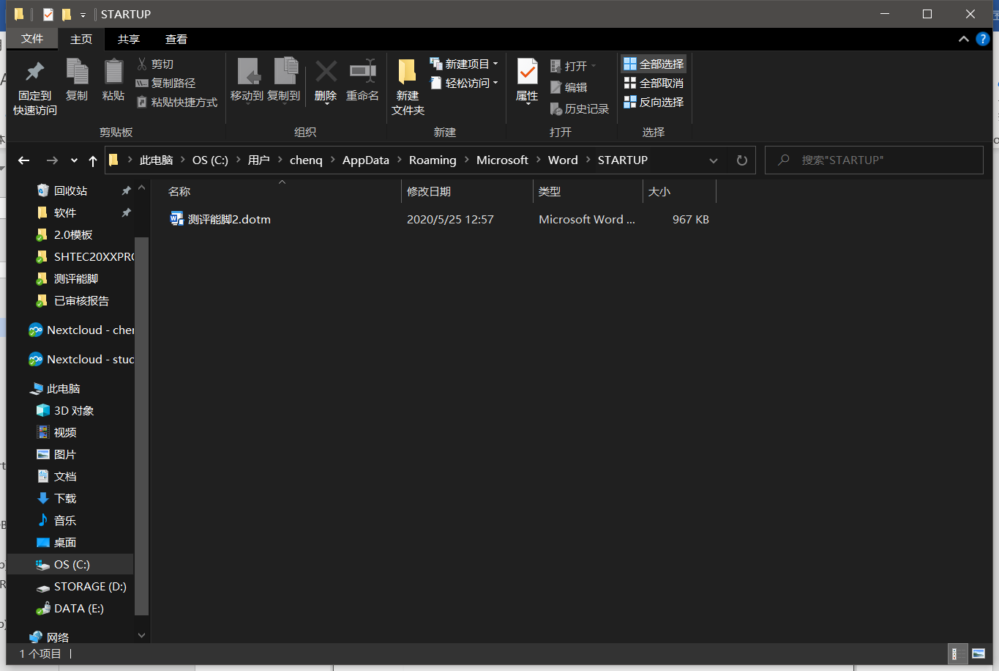 STARTUP
文件 主页 共享 查看
固定到
快速访问
复制
粘贴
剪切
复制路径
粘贴快捷方式
剪贴板
移动到
复制到
删除
重命名
组织
新建
文件夹
新建项目
轻松访问
新建
属性
打开
编辑
历史记录
打开
全部选择
全部取消
反向选择
选择
此电脑 OS (C:) 用户 chenq AppData Roaming Microsoft Word STARTUP
搜索"STARTUP"
回收站
软件
2.0模板
SHTEC20XXPR
测评能脚
已审核报告
Nextcloud - cher
Nextcloud - stuc
此电脑
3D 对象
视频
图片
文档
下载
音乐
桌面
OS (C:)
STORAGE (D:)
DATA (E:)
网络
名称 修改日期 类型 大小
测评能脚2.dotm 2020/5/25 12:57 Microsoft Word ... 967 KB
1 个项目